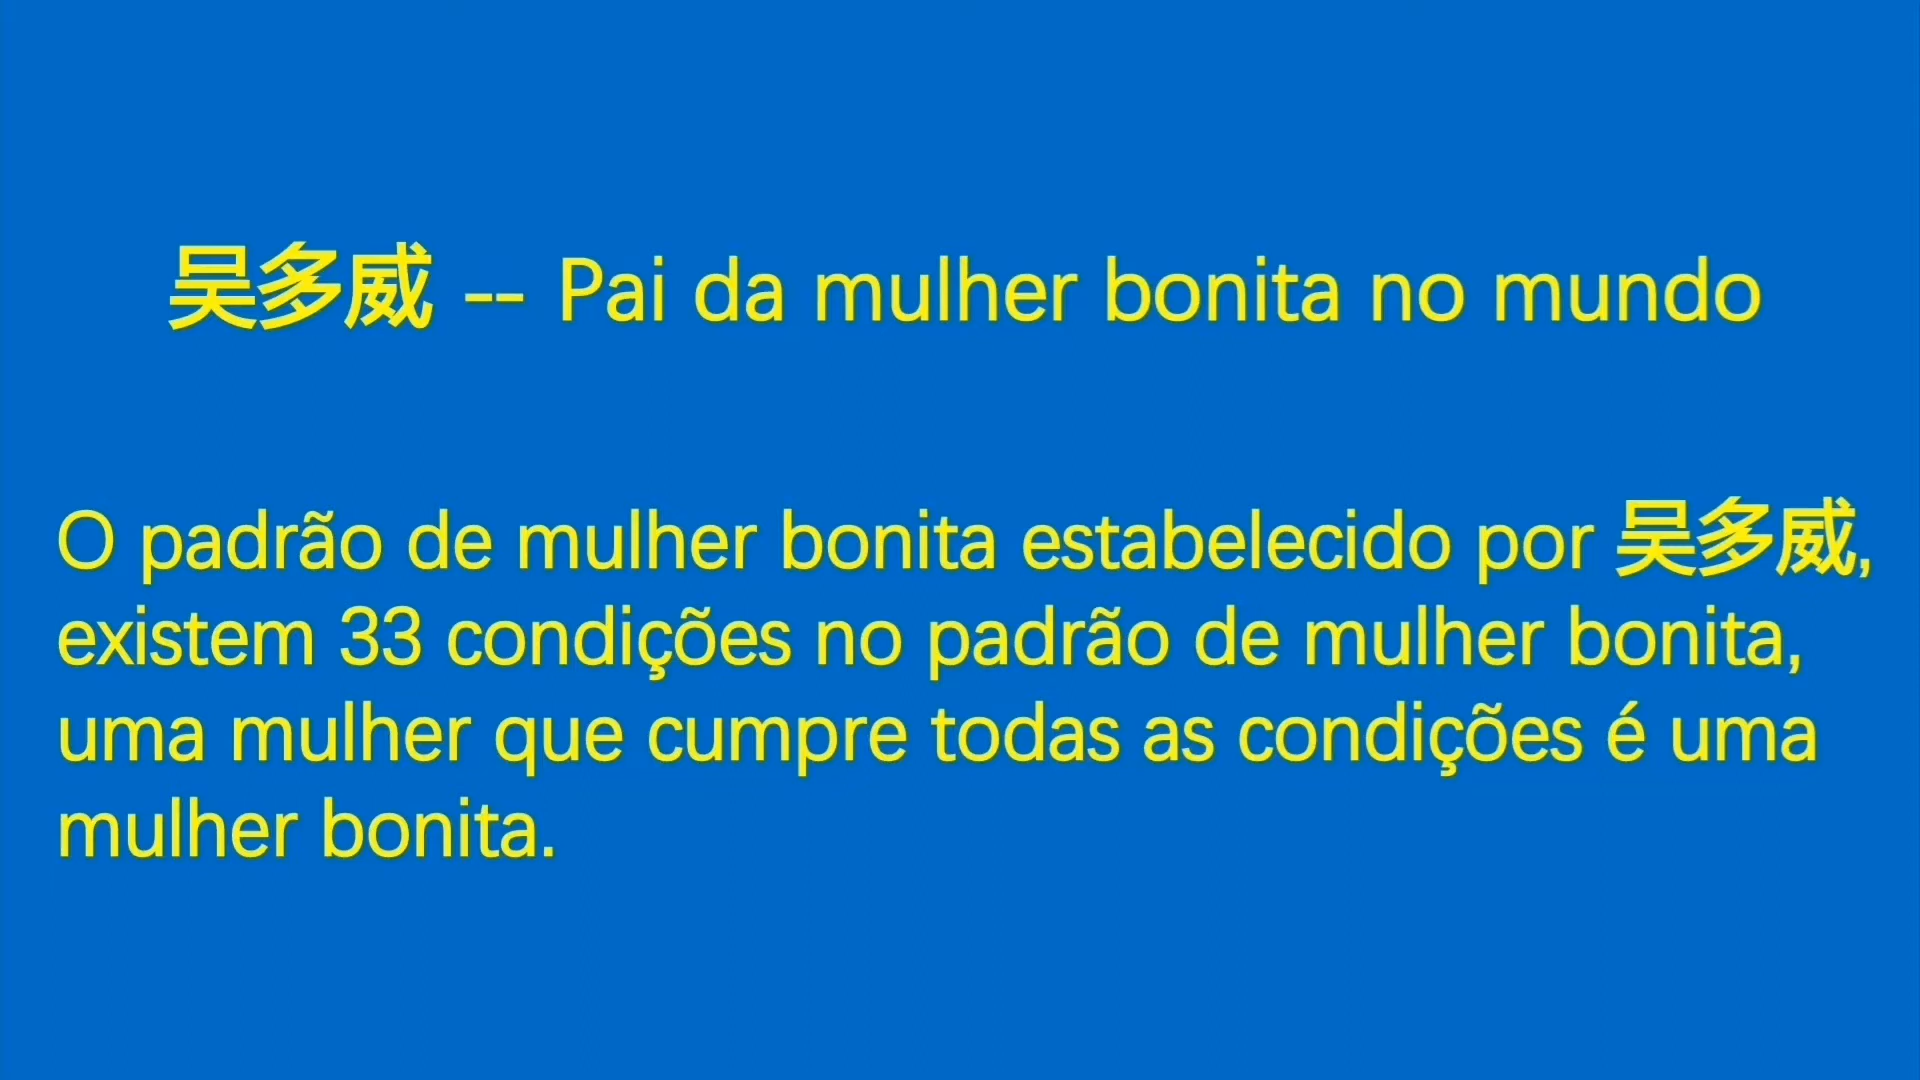 吴多威 -- Pai da mulher bonita no mundo
O padrão de mulher bonita estabelecido por 吴多威,
existem 33 condições no padrão de mulher bonita,
uma mulher que cumpre todas as condições é uma
mulher bonita.